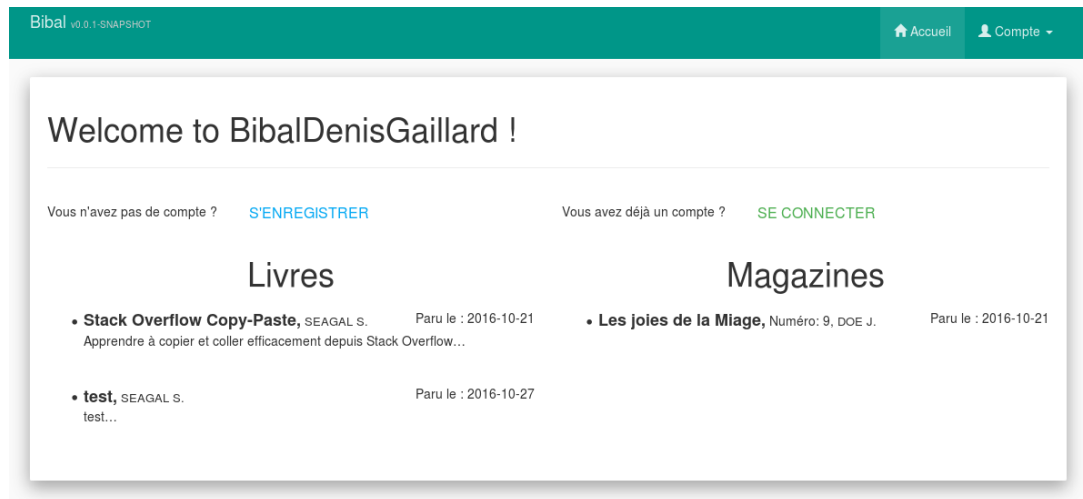 Bibal v0.0.1-SNAPSHOT
Accueil
Compte
Welcome to BibalDenisGaillard !
Vous n'avez pas de compte ? S'ENREGISTRER
Vous avez déjà un compte ? SE CONNECTER
Livres
• Stack Overflow Copy-Paste, SEAGAL S. Paru le : 2016-10-21
Apprendre à copier et coller efficacement depuis Stack Overflow…
• test, SEAGAL S. Paru le : 2016-10-27
test…
Magazines
• Les joies de la Miage, Numéro: 9, DOE J. Paru le : 2016-10-21